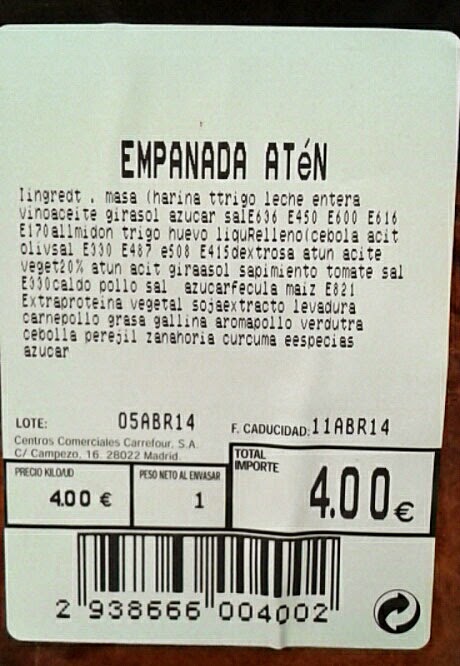 EMPANADA ATéN
Iingredt . masa (harina ttrigo leche entera
vinoaceite girasol azucar salE636 E450 E600 E616
E170allmidon trigo huevo liquRelleno(cebola acit
olivsal E330 E487 e508 E415dextrosa atun acite
veget20% atun acit giraasol sapimiento tomate sal
E330caldo pollo sal azucarfecula maiz E821
Extraproteina vegetal sojaextracto levadura
carnepollo grasa gallina aromapollo verdutra
cebolla perejil zanahoria curcuma eespecias
azucar
LOTE: 05ABR14 F. CADUCIDAD: 11ABR14
Centros Comerciales Carrefour, S.A.
C/ Campezo, 16. 28022 Madrid
PRECIO KILO/UD
4.00 €
PESO NETO AL ENVASAR
1
TOTAL
IMPORTE
4.00 €
2 938666 004002